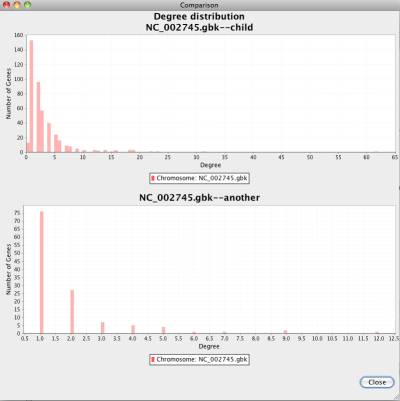 Comparison
Degree distribution
NC_002745.gbk--child
160
140
120
100
80
60
40
20
0
Number of Genes
0 5 10 15 20 25 30 35 40 45 50 55 60 65
Degree
Chromosome: NC_002745.gbk
NC_002745.gbk--another
75
70
65
60
55
50
45
40
35
30
25
20
15
10
5
0
Number of Genes
0.5 1.0 1.5 2.0 2.5 3.0 3.5 4.0 4.5 5.0 5.5 6.0 6.5 7.0 7.5 8.0 8.5 9.0 9.5 10.0 10.5 11.0 11.5 12.0 12.5
Degree
Chromosome: NC_002745.gbk
Close